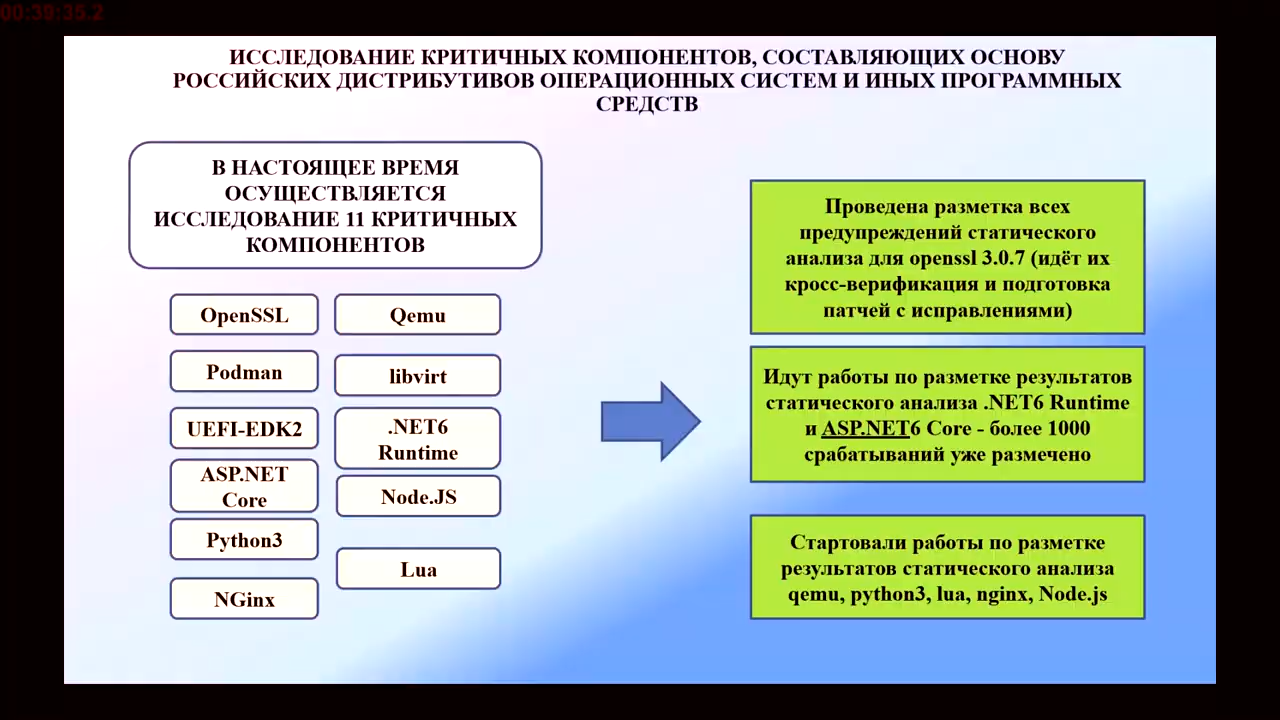 00:39:35.2
ИССЛЕДОВАНИЕ КРИТИЧНЫХ КОМПОНЕНТОВ, СОСТАВЛЯЮЩИХ ОСНОВУ
РОССИЙСКИХ ДИСТРИБУТИВОВ ОПЕРАЦИОННЫХ СИСТЕМ И ИНЫХ ПРОГРАММНЫХ
СРЕДСТВ
В НАСТОЯЩЕЕ ВРЕМЯ
ОСУЩЕСТВЛЯЕТСЯ
ИССЛЕДОВАНИЕ 11 КРИТИЧНЫХ
КОМПОНЕНТОВ
OpenSSL
Qemu
Podman
libvirt
UEFI-EDK2
.NET6
Runtime
ASP.NET
Core
Node.JS
Python3
Lua
NGinx
Проведена разметка всех
предупреждений статического
анализа для openssl 3.0.7 (идёт их
кросс-верификация и подготовка
патчей с исправлениями)
Идут работы по разметке результатов
статического анализа .NET6 Runtime
и ASP.NET6 Core - более 1000
срабатываний уже размечено
Стартовали работы по разметке
результатов статического анализа
qemu, python3, lua, nginx, Node.js